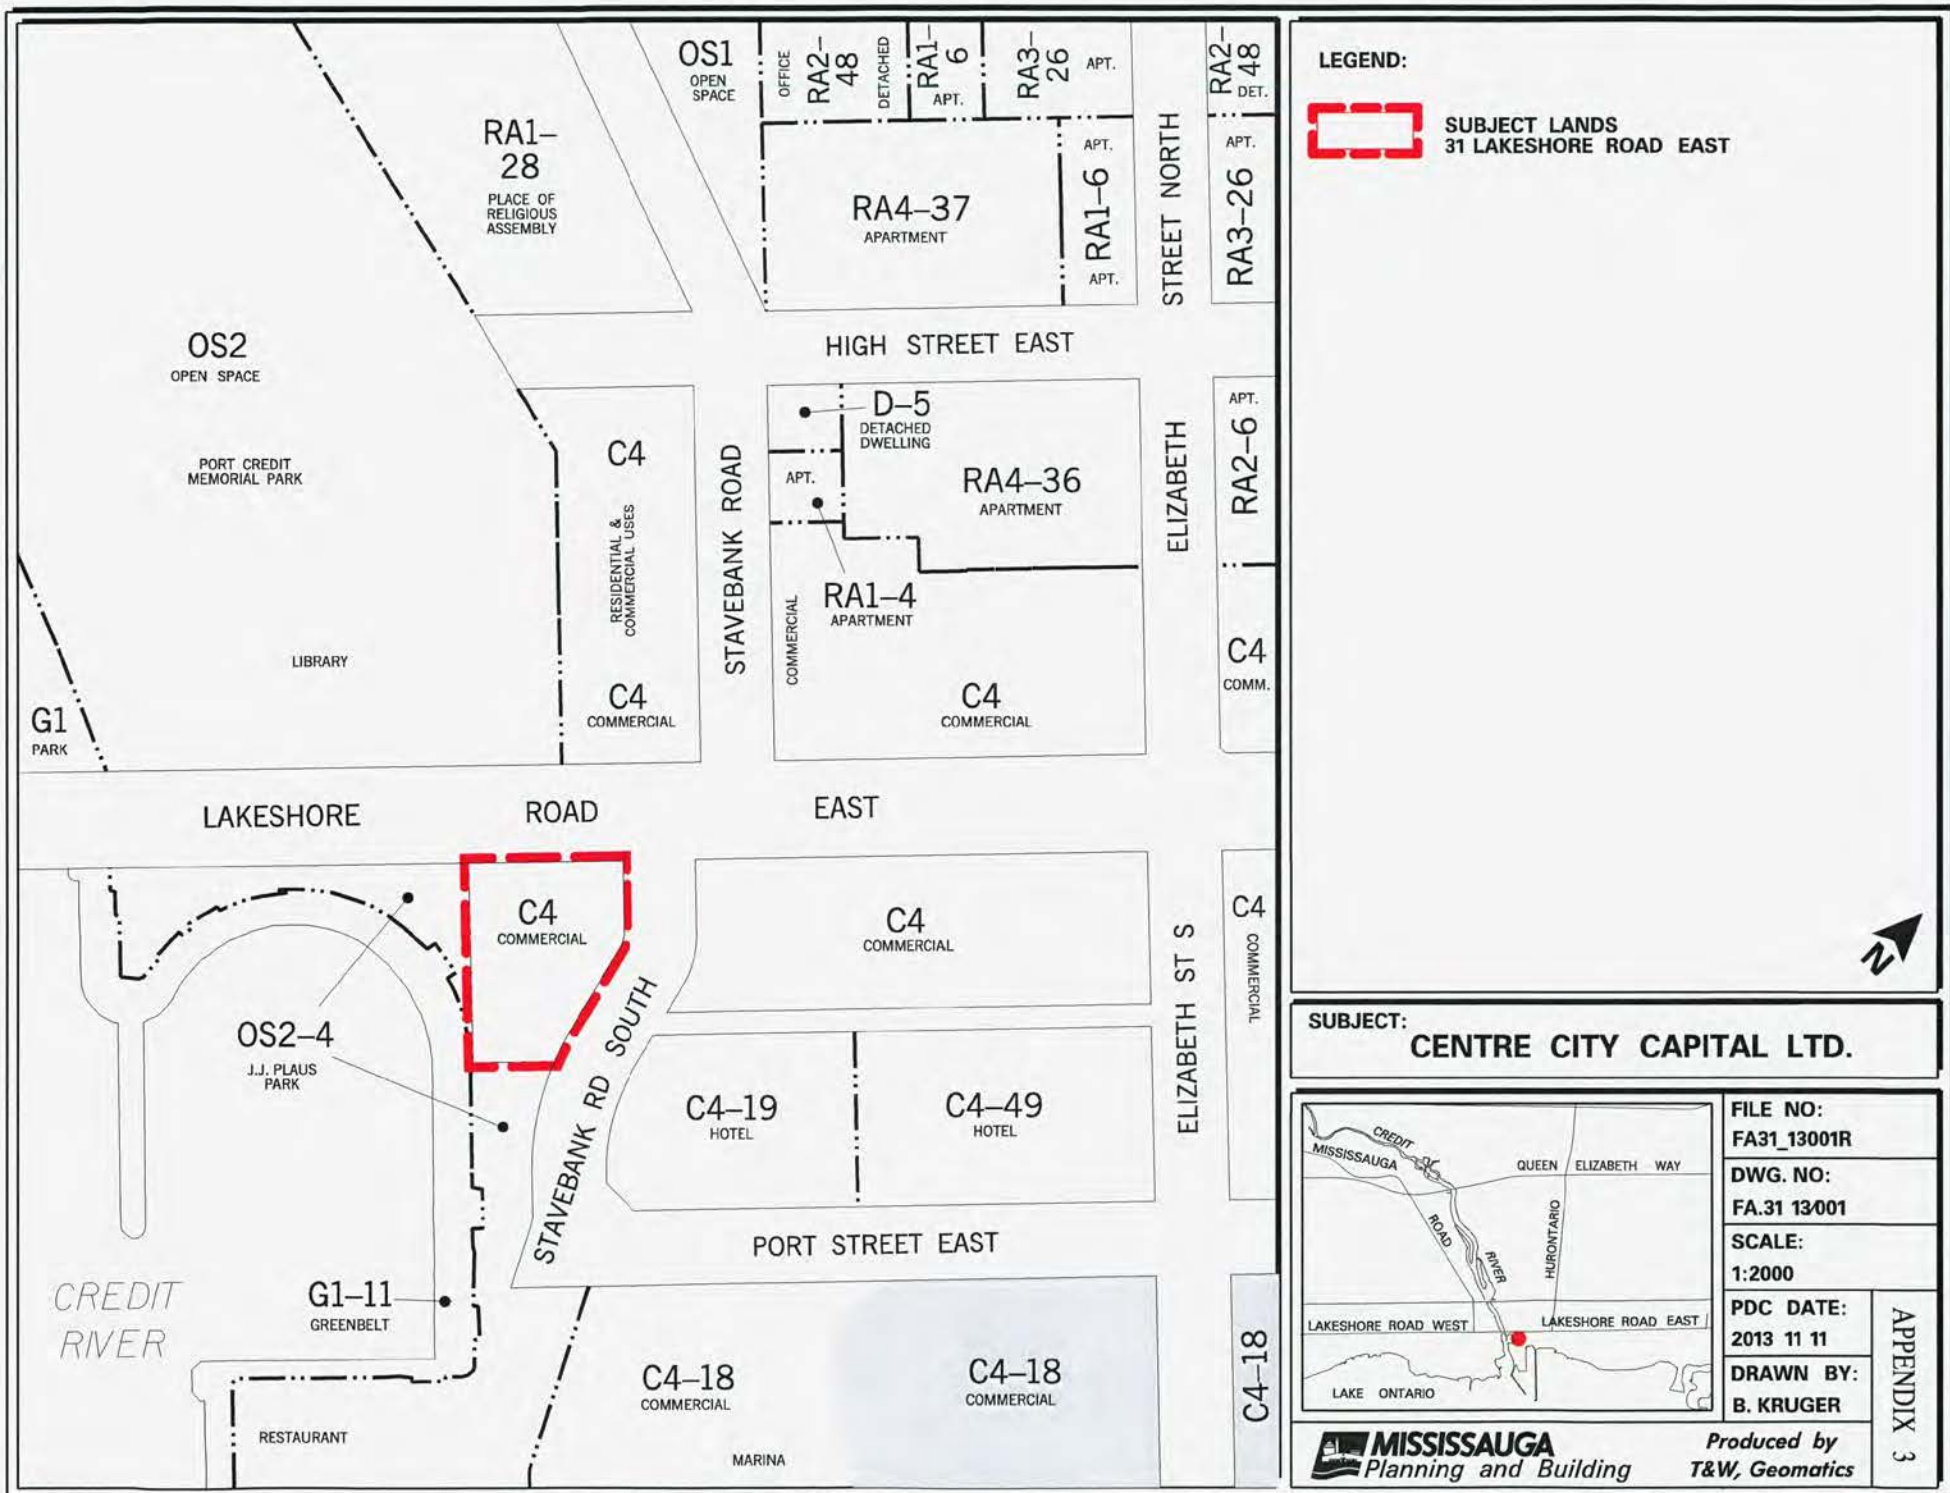 OS1
OPEN
SPACE
OFFICE
RA2-
48
DETACHED
RA1-
6
APT.
RA3-
26
APT.
RA2-
48
DET.
RA1-
28
PLACE OF
RELIGIOUS
ASSEMBLY
RA4-37
APARTMENT
APT.
RA1-6
APT.
STREET NORTH
APT.
RA3-26
OS2
OPEN SPACE
HIGH STREET EAST
PORT CREDIT
MEMORIAL PARK
C4
RESIDENTIAL &
COMMERCIAL USES
STAVEBANK ROAD
D-5
DETACHED
DWELLING
APT.
RA4-36
APARTMENT
ELIZABETH
APT.
RA2-6
RA1-4
APARTMENT
COMMERCIAL
LIBRARY
C4
COMMERCIAL
C4
COMMERCIAL
C4
COMM.
G1
PARK
LAKESHORE ROAD EAST
C4
COMMERCIAL
C4
COMMERCIAL
C4
COMMERCIAL
OS2-4
J.J. PLAUS
PARK
STAVEBANK RD SOUTH
ELIZABETH ST S
C4-19
HOTEL
C4-49
HOTEL
PORT STREET EAST
CREDIT
RIVER
G1-11
GREENBELT
C4-18
COMMERCIAL
C4-18
COMMERCIAL
C4-18
RESTAURANT
MARINA
LEGEND:
SUBJECT LANDS
31 LAKESHORE ROAD EAST
N
SUBJECT:
CENTRE CITY CAPITAL LTD.
CREDIT
MISSISSAUGA
QUEEN ELIZABETH WAY
ROAD
RIVER
HURONTARIO
LAKESHORE ROAD WEST
LAKESHORE ROAD EAST
LAKE ONTARIO
FILE NO:
FA31_13001R
DWG. NO:
FA.31 13/001
SCALE:
1:2000
PDC DATE:
2013 11 11
DRAWN BY:
B. KRUGER
APPENDIX 3
MISSISSAUGA
Planning and Building
Produced by
T&W, Geomatics